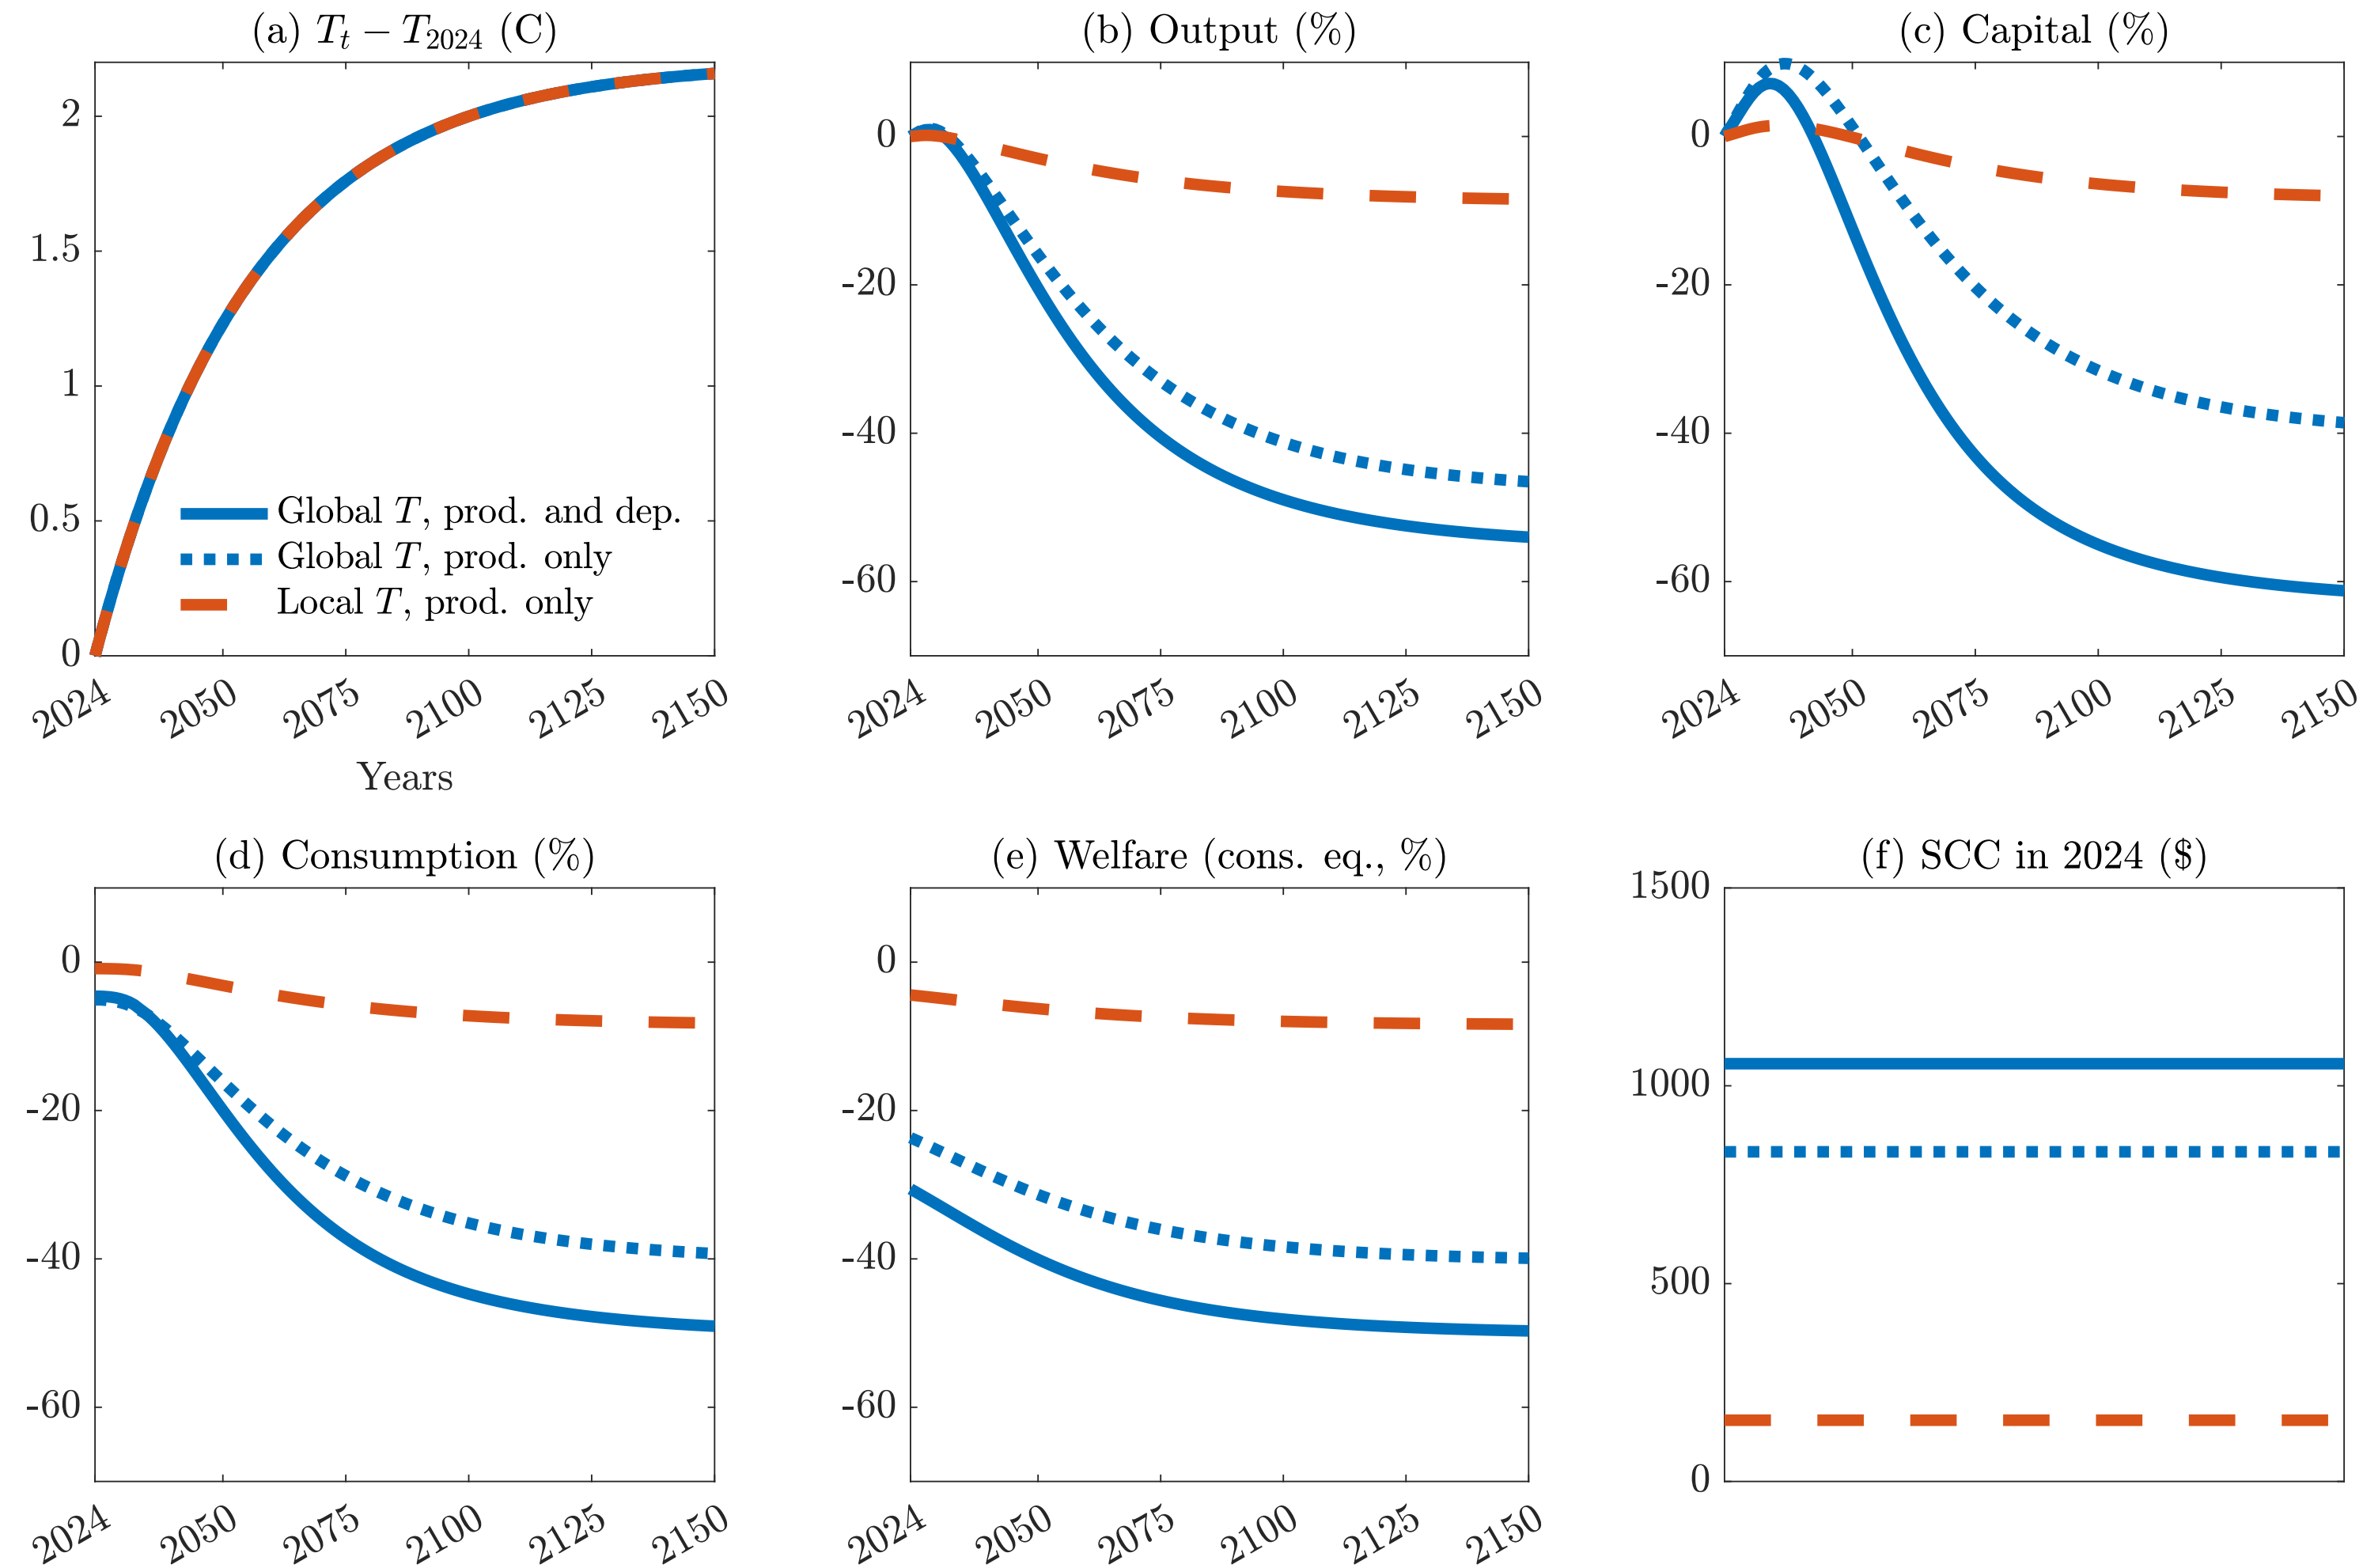 (a) T_t − T_2024 (C)
2
1.5
1
0.5
0
Global T, prod. and dep.
Global T, prod. only
Local T, prod. only
2024 2050 2075 2100 2125 2150
Years
(b) Output (%)
0
-20
-40
-60
2024 2050 2075 2100 2125 2150
(c) Capital (%)
0
-20
-40
-60
2024 2050 2075 2100 2125 2150
(d) Consumption (%)
0
-20
-40
-60
2024 2050 2075 2100 2125 2150
(e) Welfare (cons. eq., %)
0
-20
-40
-60
2024 2050 2075 2100 2125 2150
(f) SCC in 2024 ($)
1500
1000
500
0